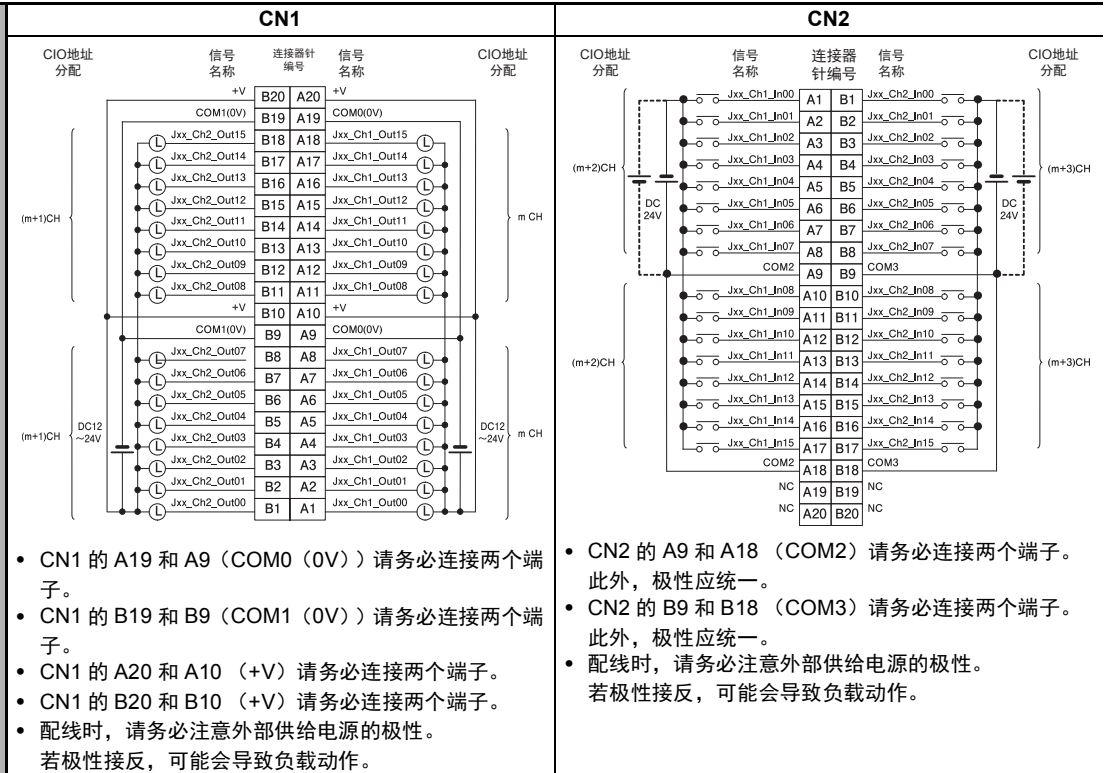 CN1
CIO地址
分配
信号
名称
连接器针
编号
信号
名称
CIO地址
分配
+V B20 A20 +V
COM1(0V) B19 A19 COM0(0V)
Jxx_Ch2_Out15 B18 A18 Jxx_Ch1_Out15
L L
Jxx_Ch2_Out14 B17 A17 Jxx_Ch1_Out14
L L
Jxx_Ch2_Out13 B16 A16 Jxx_Ch1_Out13
L L
Jxx_Ch2_Out12 B15 A15 Jxx_Ch1_Out12
L L
(m+1)CH m CH
Jxx_Ch2_Out11 B14 A14 Jxx_Ch1_Out11
L L
Jxx_Ch2_Out10 B13 A13 Jxx_Ch1_Out10
L L
Jxx_Ch2_Out09 B12 A12 Jxx_Ch1_Out09
L L
Jxx_Ch2_Out08 B11 A11 Jxx_Ch1_Out08
L L
+V B10 A10 +V
COM1(0V) B9 A9 COM0(0V)
Jxx_Ch2_Out07 B8 A8 Jxx_Ch1_Out07
L L
Jxx_Ch2_Out06 B7 A7 Jxx_Ch1_Out06
L L
Jxx_Ch2_Out05 B6 A6 Jxx_Ch1_Out05
L L
Jxx_Ch2_Out04 B5 A5 Jxx_Ch1_Out04
L L
(m+1)CH DC12 DC12 m CH
～24V ～24V
Jxx_Ch2_Out03 B4 A4 Jxx_Ch1_Out03
L L
Jxx_Ch2_Out02 B3 A3 Jxx_Ch1_Out02
L L
Jxx_Ch2_Out01 B2 A2 Jxx_Ch1_Out01
L L
Jxx_Ch2_Out00 B1 A1 Jxx_Ch1_Out00
L L
• CN1 的 A19 和 A9（COM0（0V））请务必连接两个端
子。
• CN1 的 B19 和 B9（COM1（0V））请务必连接两个端
子。
• CN1 的 A20 和 A10 （+V）请务必连接两个端子。
• CN1 的 B20 和 B10 （+V）请务必连接两个端子。
• 配线时，请务必注意外部供给电源的极性。
若极性接反，可能会导致负载动作。
CN2
CIO地址
分配
信号
名称
连接器
针编号
信号
名称
CIO地址
分配
Jxx_Ch1_In00 A1 B1 Jxx_Ch2_In00
Jxx_Ch1_In01 A2 B2 Jxx_Ch2_In01
Jxx_Ch1_In02 A3 B3 Jxx_Ch2_In02
Jxx_Ch1_In03 A4 B4 Jxx_Ch2_In03
(m+2)CH (m+3)CH
Jxx_Ch1_In04 A5 B5 Jxx_Ch2_In04
DC DC
24V 24V
Jxx_Ch1_In05 A6 B6 Jxx_Ch2_In05
Jxx_Ch1_In06 A7 B7 Jxx_Ch2_In06
Jxx_Ch1_In07 A8 B8 Jxx_Ch2_In07
COM2 A9 B9 COM3
Jxx_Ch1_In08 A10 B10 Jxx_Ch2_In08
Jxx_Ch1_In09 A11 B11 Jxx_Ch2_In09
Jxx_Ch1_In10 A12 B12 Jxx_Ch2_In10
(m+2)CH (m+3)CH
Jxx_Ch1_In11 A13 B13 Jxx_Ch2_In11
Jxx_Ch1_In12 A14 B14 Jxx_Ch2_In12
Jxx_Ch1_In13 A15 B15 Jxx_Ch2_In13
Jxx_Ch1_In14 A16 B16 Jxx_Ch2_In14
Jxx_Ch1_In15 A17 B17 Jxx_Ch2_In15
COM2 A18 B18 COM3
NC A19 B19 NC
NC A20 B20 NC
• CN2 的 A9 和 A18 （COM2）请务必连接两个端子。
此外，极性应统一。
• CN2 的 B9 和 B18 （COM3）请务必连接两个端子。
此外，极性应统一。
• 配线时，请务必注意外部供给电源的极性。
若极性接反，可能会导致负载动作。